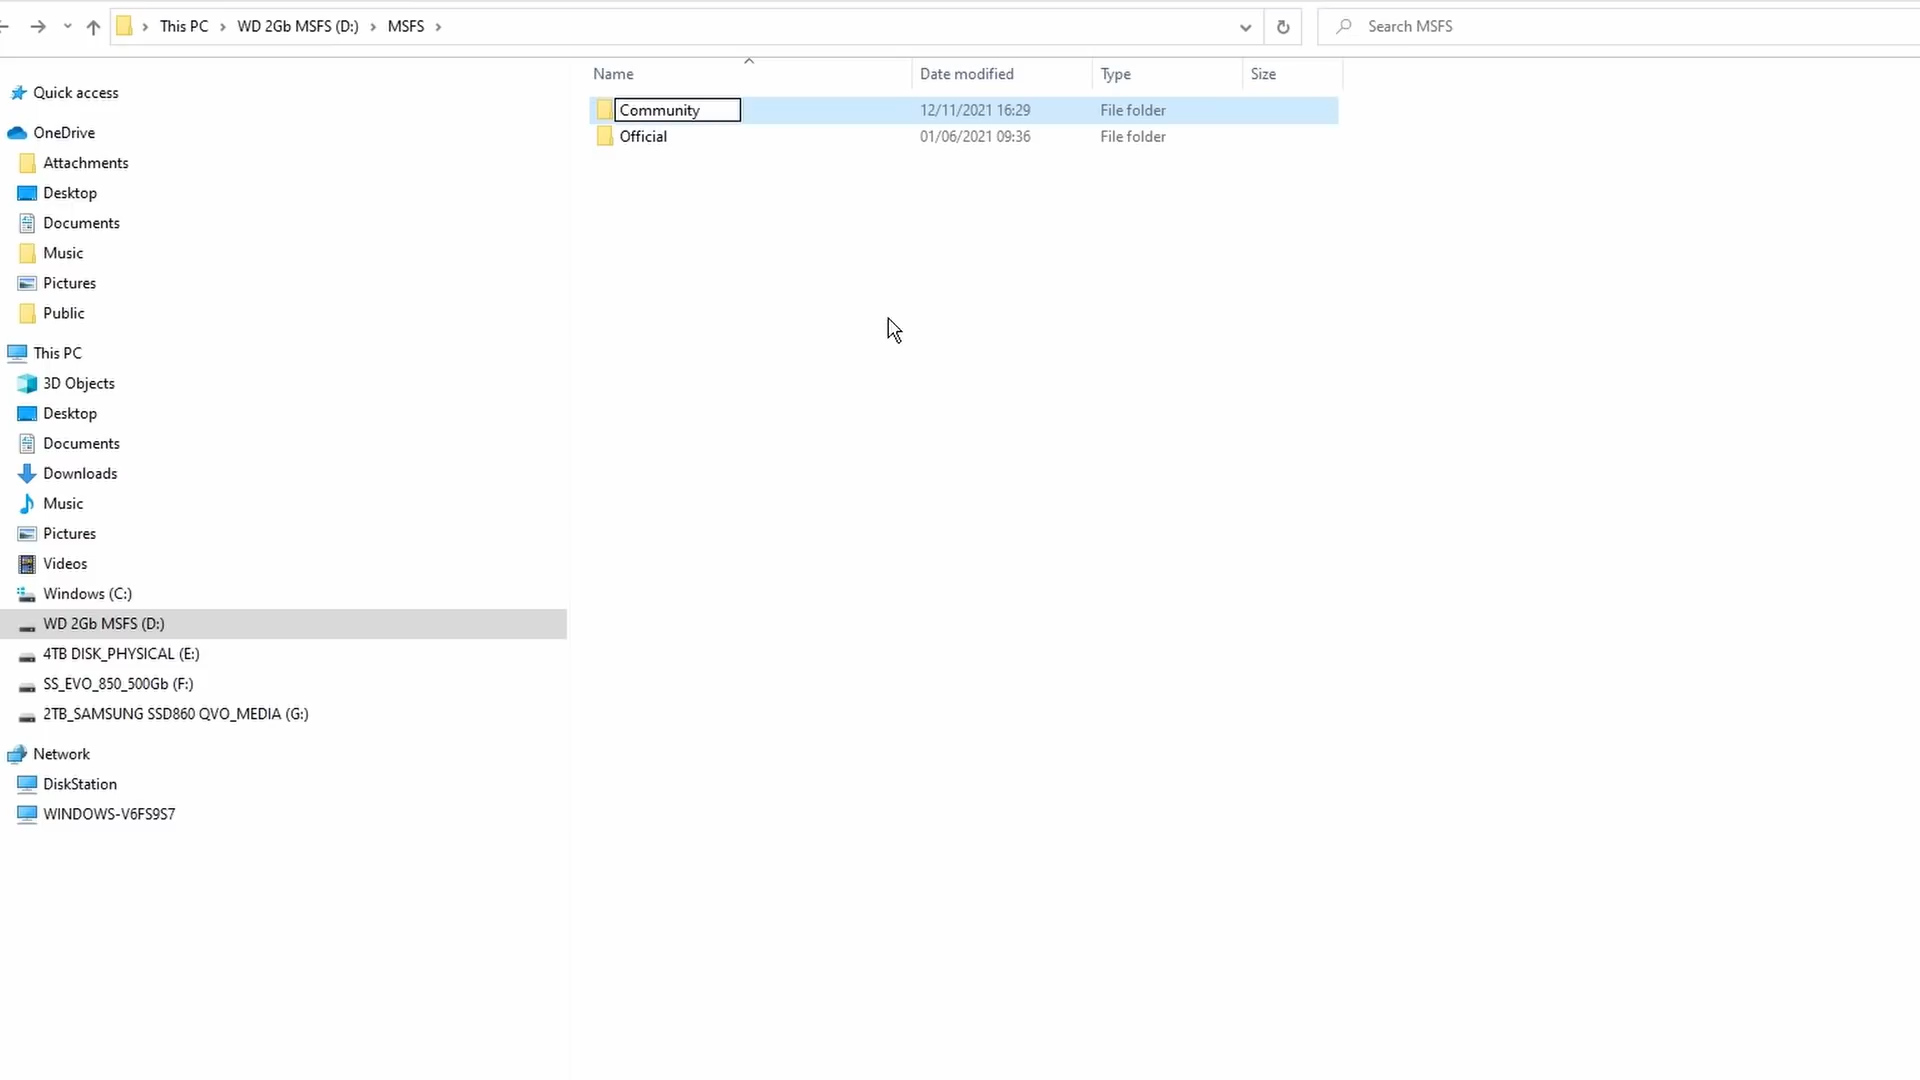 This PC > WD 2Gb MSFS (D:) > MSFS >
Search MSFS
Name Date modified Type Size
Community 12/11/2021 16:29 File folder
Official 01/06/2021 09:36 File folder
Quick access
OneDrive
Attachments
Desktop
Documents
Music
Pictures
Public
This PC
3D Objects
Desktop
Documents
Downloads
Music
Pictures
Videos
Windows (C:)
WD 2Gb MSFS (D:)
4TB DISK_PHYSICAL (E:)
SS_EVO_850_500Gb (F:)
2TB_SAMSUNG SSD860 QVO_MEDIA (G:)
Network
DiskStation
WINDOWS-V6FS9S7